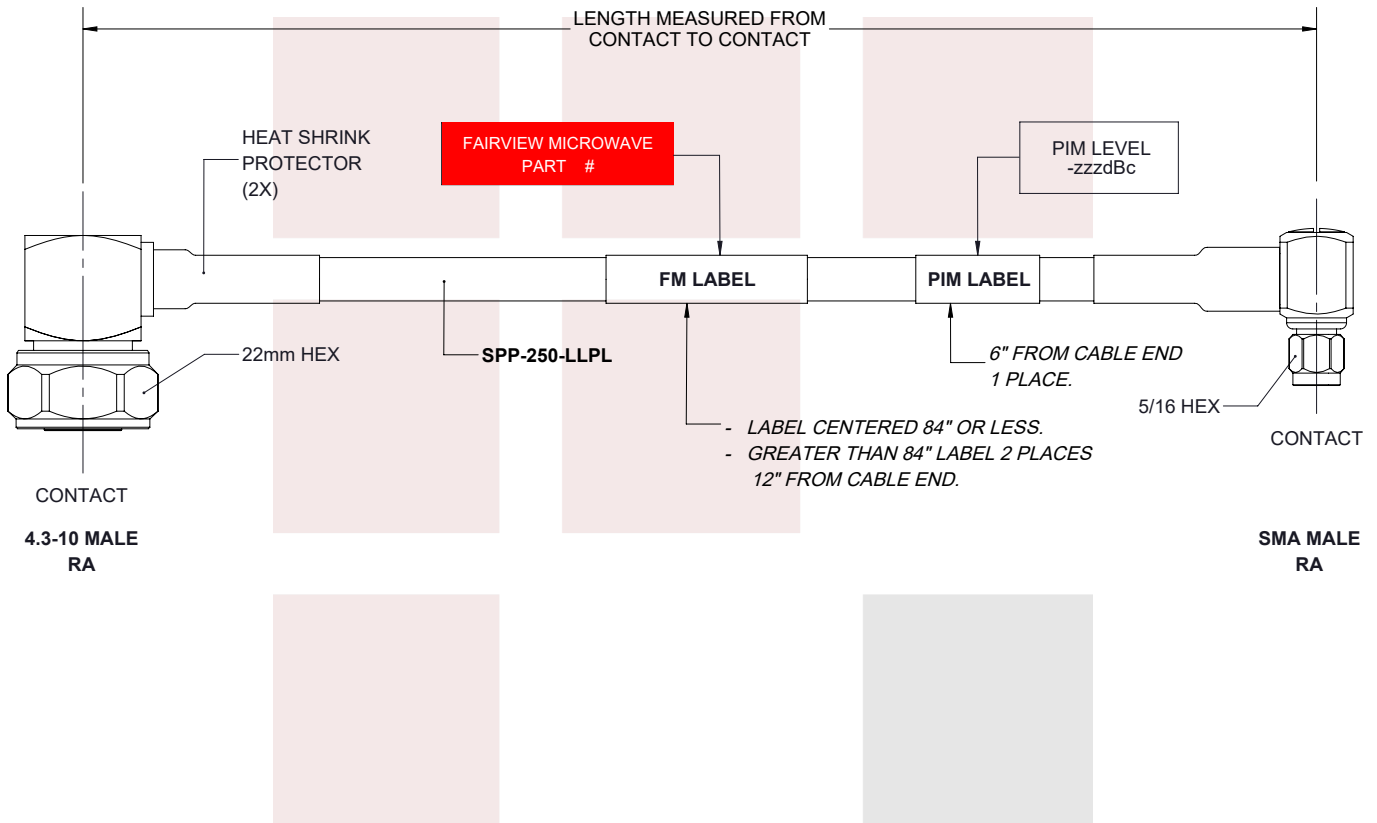 LENGTH MEASURED FROM
CONTACT TO CONTACT
HEAT SHRINK
PROTECTOR
(2X)
FAIRVIEW MICROWAVE
PART #
PIM LEVEL
-zzzdBc
FM LABEL
PIM LABEL
22mm HEX
SPP-250-LLPL
6" FROM CABLE END
1 PLACE.
5/16 HEX
- LABEL CENTERED 84" OR LESS.
- GREATER THAN 84" LABEL 2 PLACES
12" FROM CABLE END.
CONTACT
CONTACT
4.3-10 MALE
RA
SMA MALE
RA